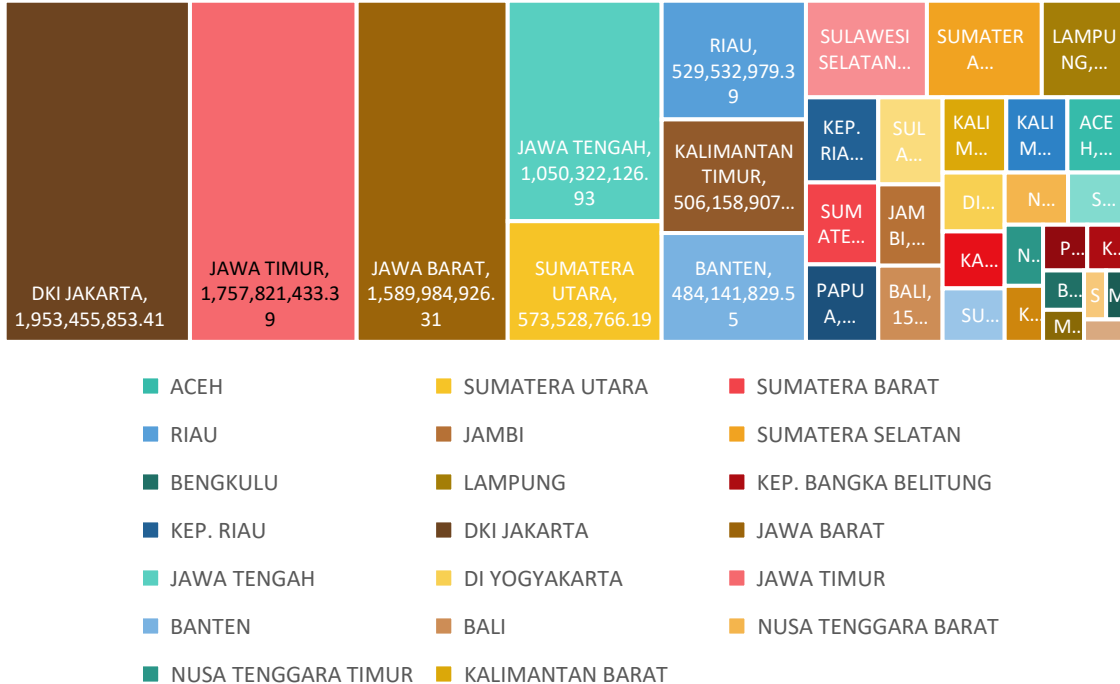 DKI JAKARTA,
1,953,455,853.41
JAWA TIMUR,
1,757,821,433.3
9
JAWA BARAT,
1,589,984,926.
31
JAWA TENGAH,
1,050,322,126.
93
SUMATERA
UTARA,
573,528,766.19
RIAU,
529,532,979.3
9
KALIMANTAN
TIMUR,
506,158,907...
BANTEN,
484,141,829.5
5
SULAWESI
SELATAN...
SUMATER
A...
LAMPU
NG,...
KEP.
RIA...
SUL
A...
KALI
M...
KALI
M...
ACE
H,...
SUM
ATE...
JAM
BI,...
DI...
N...
S...
PAPU
A,...
BALI,
15...
KA...
SU...
N...
K...
P...
K...
B...
S
M
M...
ACEH
SUMATERA UTARA
SUMATERA BARAT
RIAU
JAMBI
SUMATERA SELATAN
BENGKULU
LAMPUNG
KEP. BANGKA BELITUNG
KEP. RIAU
DKI JAKARTA
JAWA BARAT
JAWA TENGAH
DI YOGYAKARTA
JAWA TIMUR
BANTEN
BALI
NUSA TENGGARA BARAT
NUSA TENGGARA TIMUR
KALIMANTAN BARAT